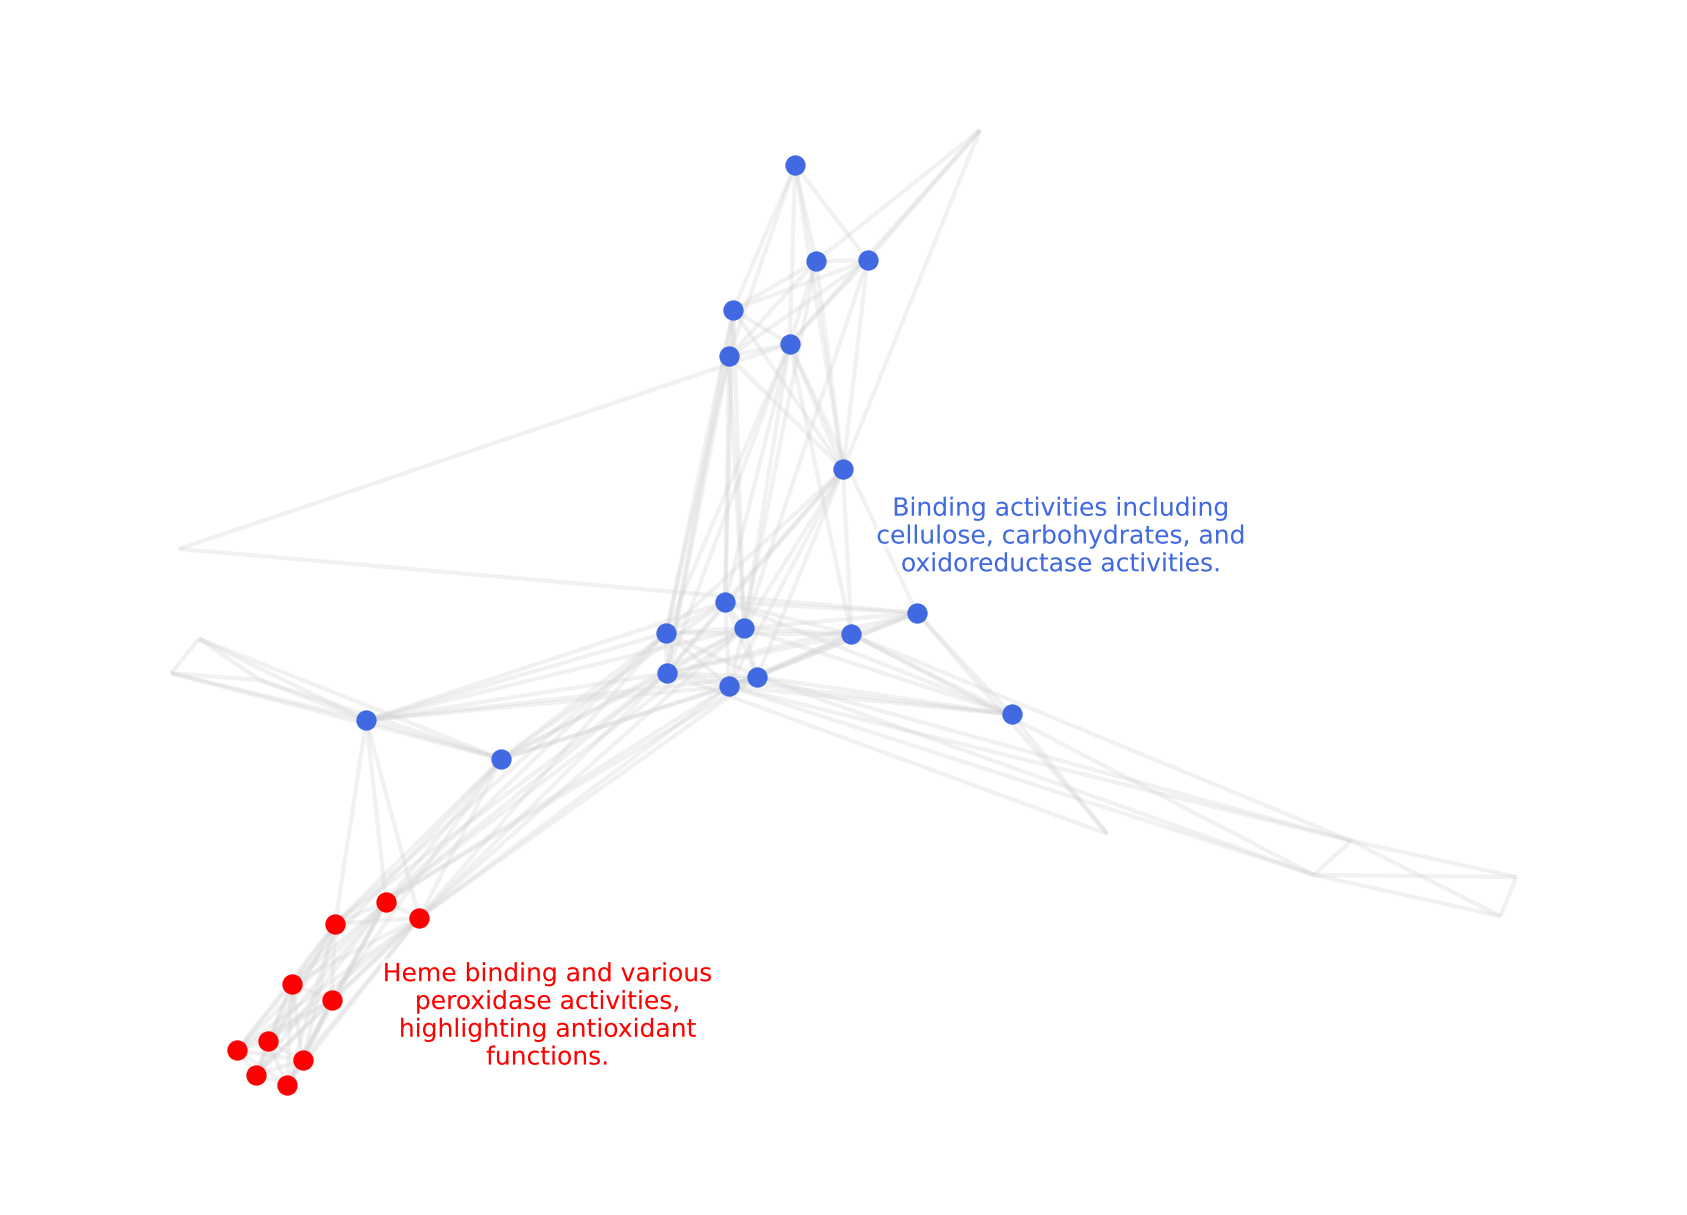 Binding activities including
cellulose, carbohydrates, and
oxidoreductase activities.
Heme binding and various
peroxidase activities,
highlighting antioxidant
functions.